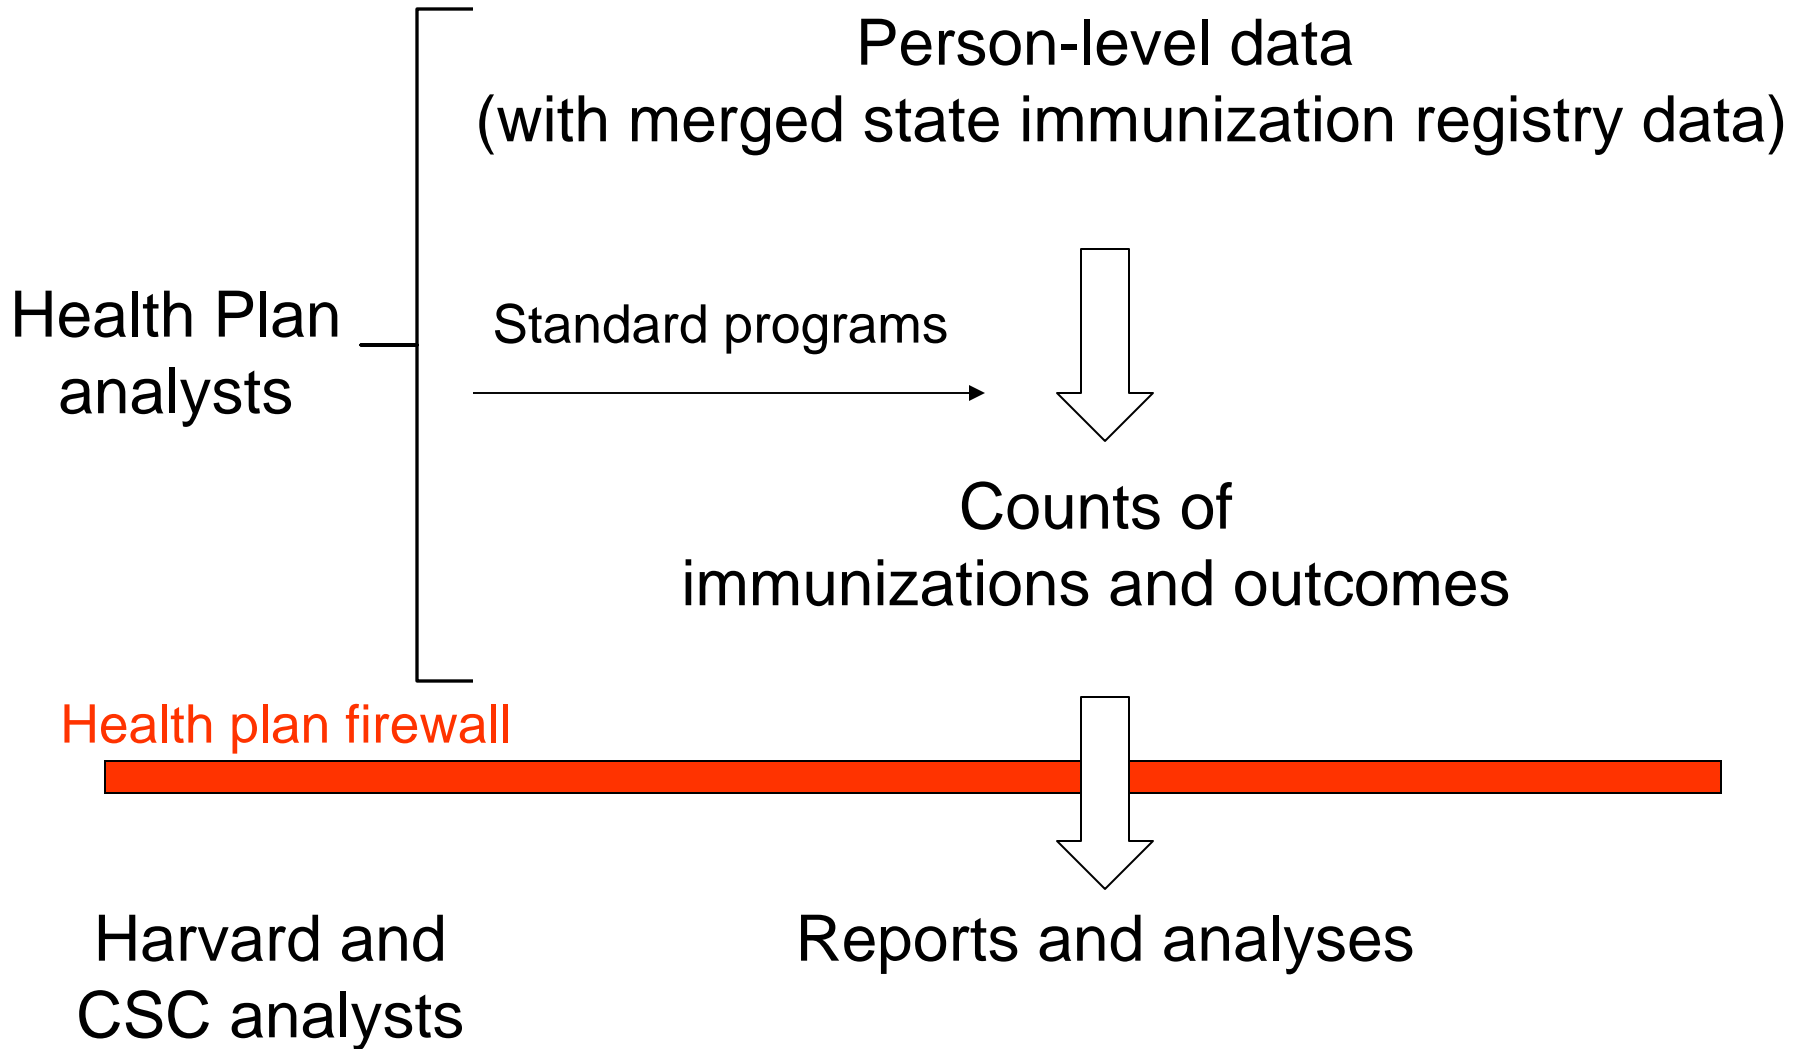 Person-level data
(with merged state immunization registry data)
Health Plan
analysts
Standard programs
Counts of
immunizations and outcomes
Health plan firewall
Harvard and
CSC analysts
Reports and analyses